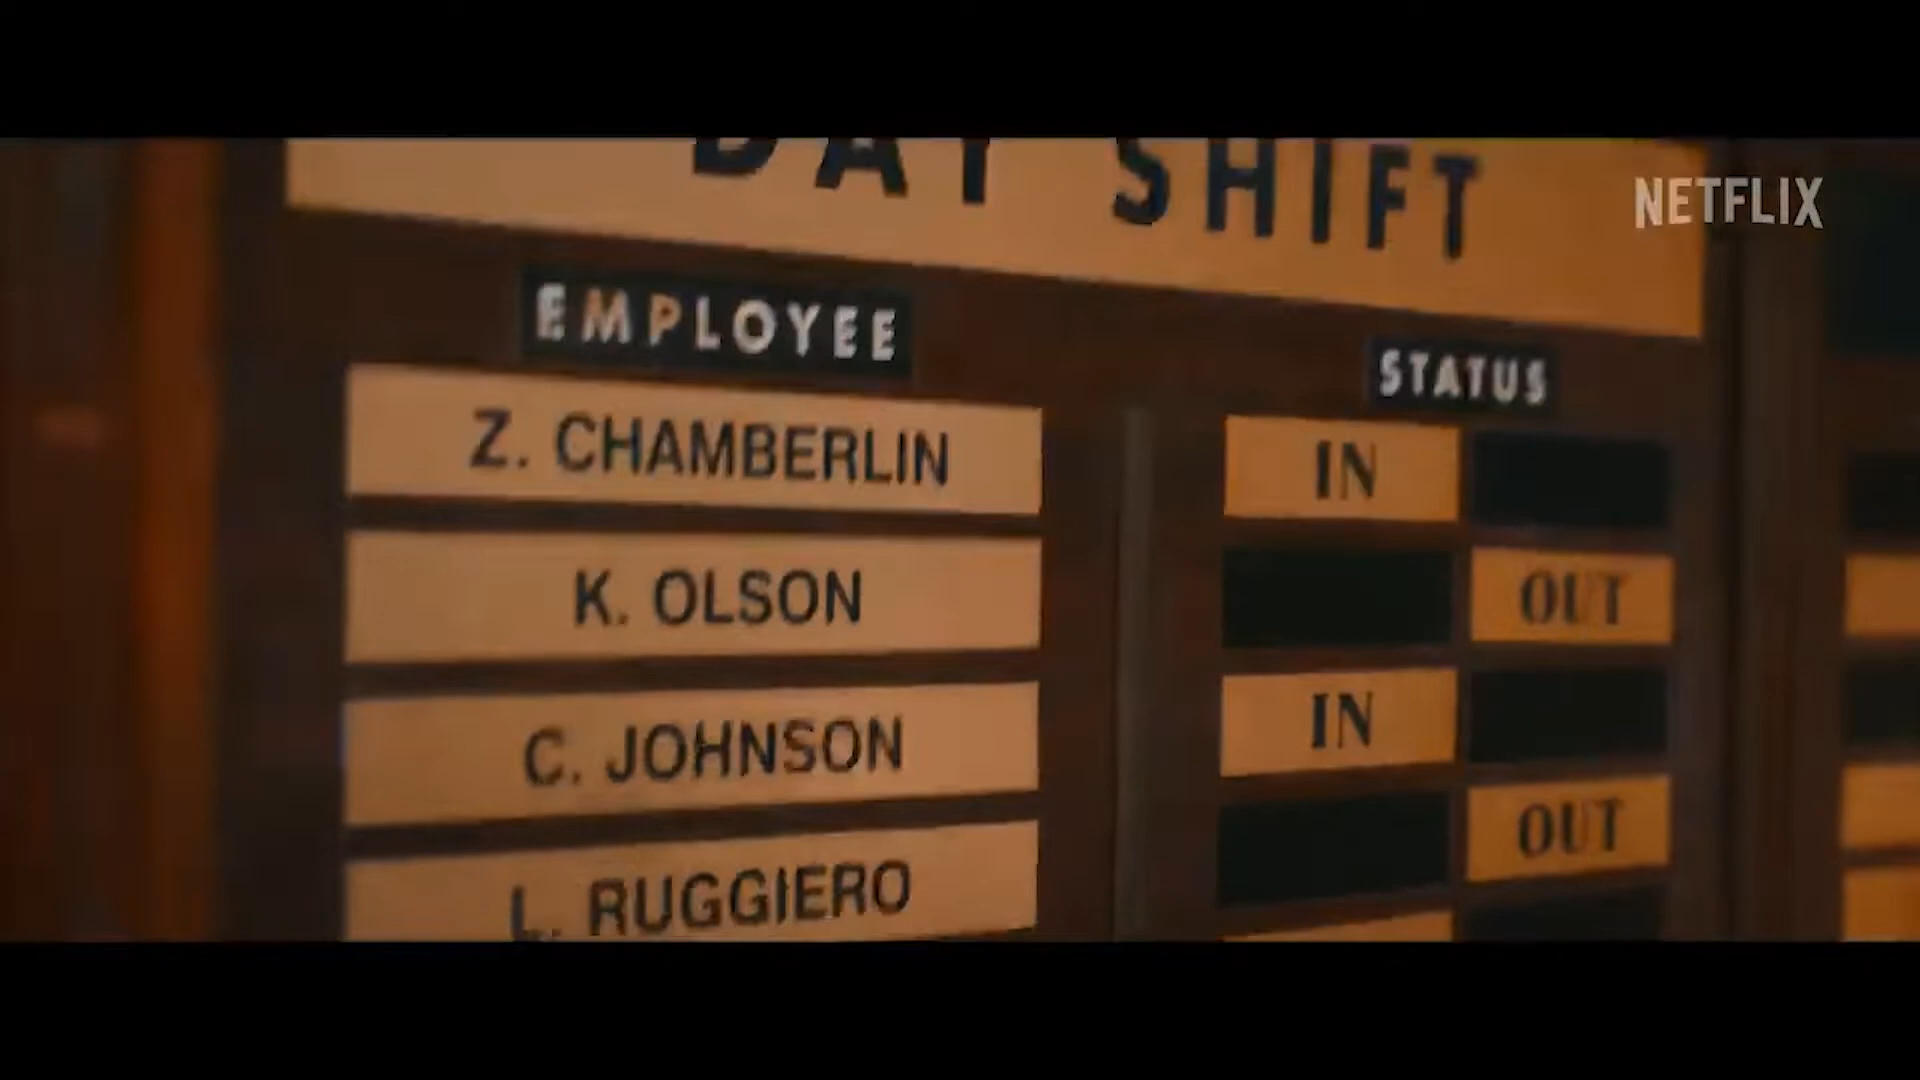 DAY SHIFT
NETFLIX
EMPLOYEE STATUS
Z. CHAMBERLIN IN
K. OLSON OUT
C. JOHNSON IN
L. RUGGIERO OUT